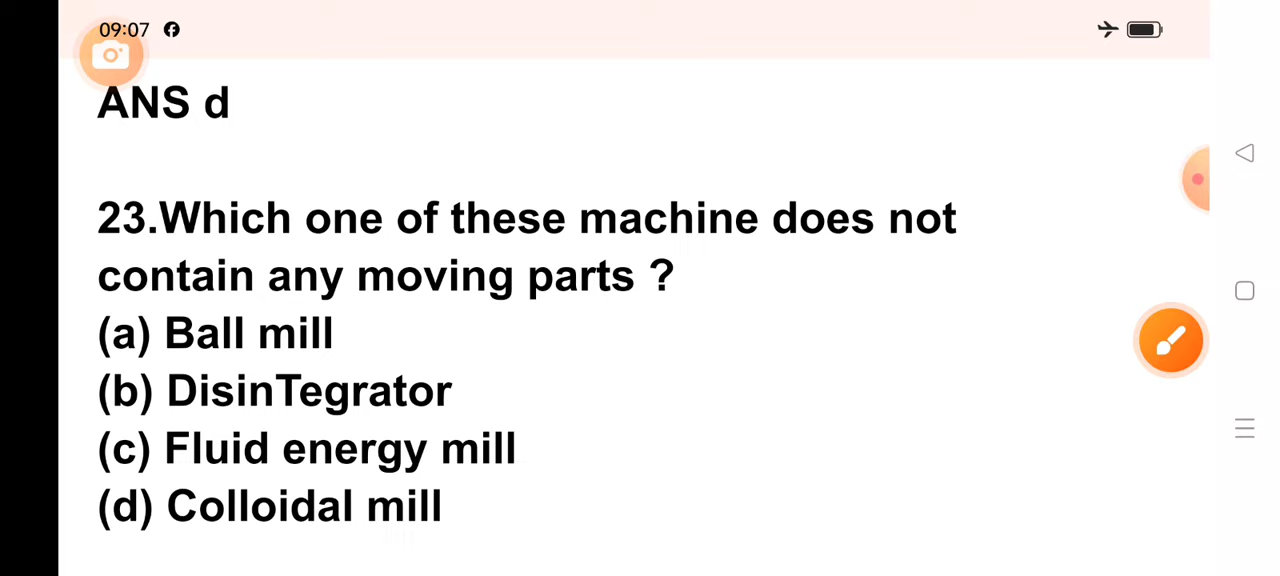 09:07
ANS d
23.Which one of these machine does not
contain any moving parts ?
(a) Ball mill
(b) DisinTegrator
(c) Fluid energy mill
(d) Colloidal mill